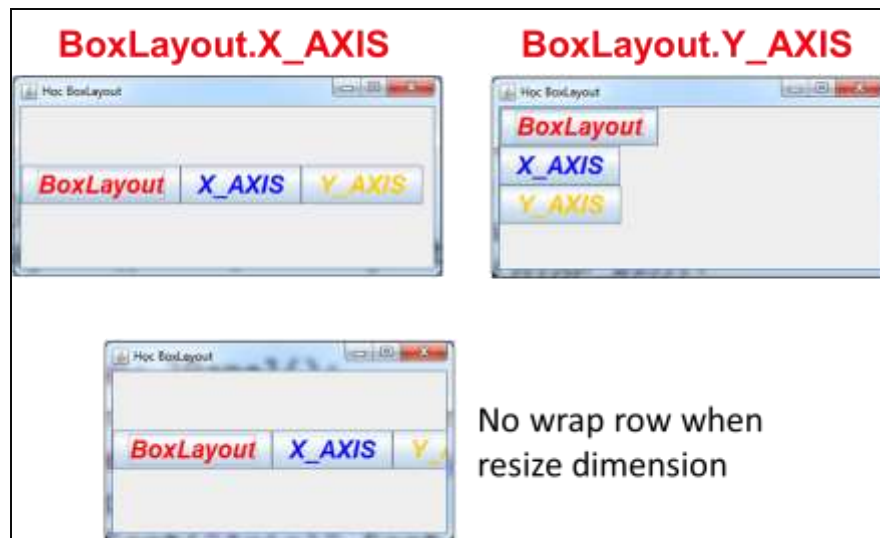 BoxLayout.X_AXIS
BoxLayout.Y_AXIS
Hoc BoxLayout
BoxLayout X_AXIS Y_AXIS
Hoc BoxLayout
BoxLayout
X_AXIS
Y_AXIS
Hoc BoxLayout
BoxLayout X_AXIS Y_
No wrap row when
resize dimension